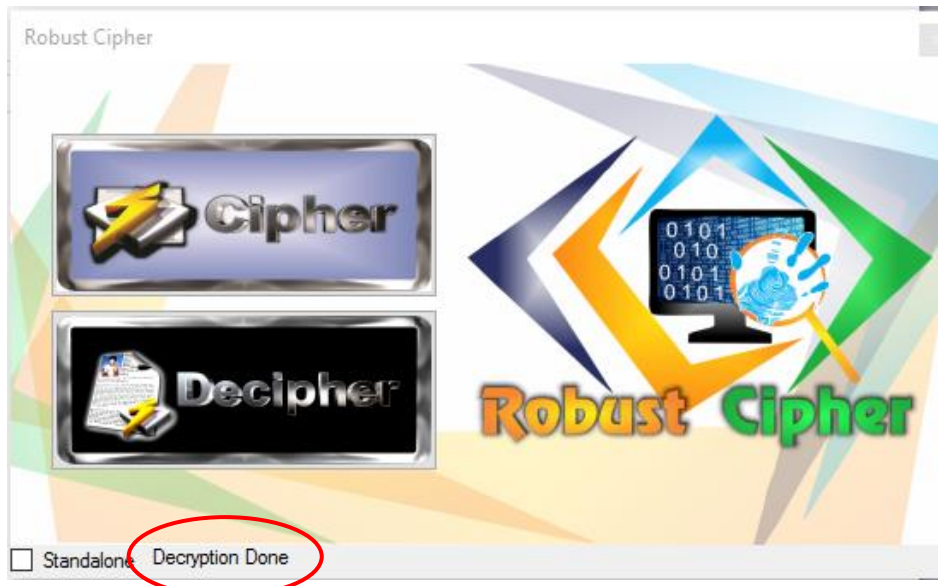 Robust Cipher
Cipher
Decipher
0101
010
0101
0101
Robust Cipher
Standalone Decryption Done